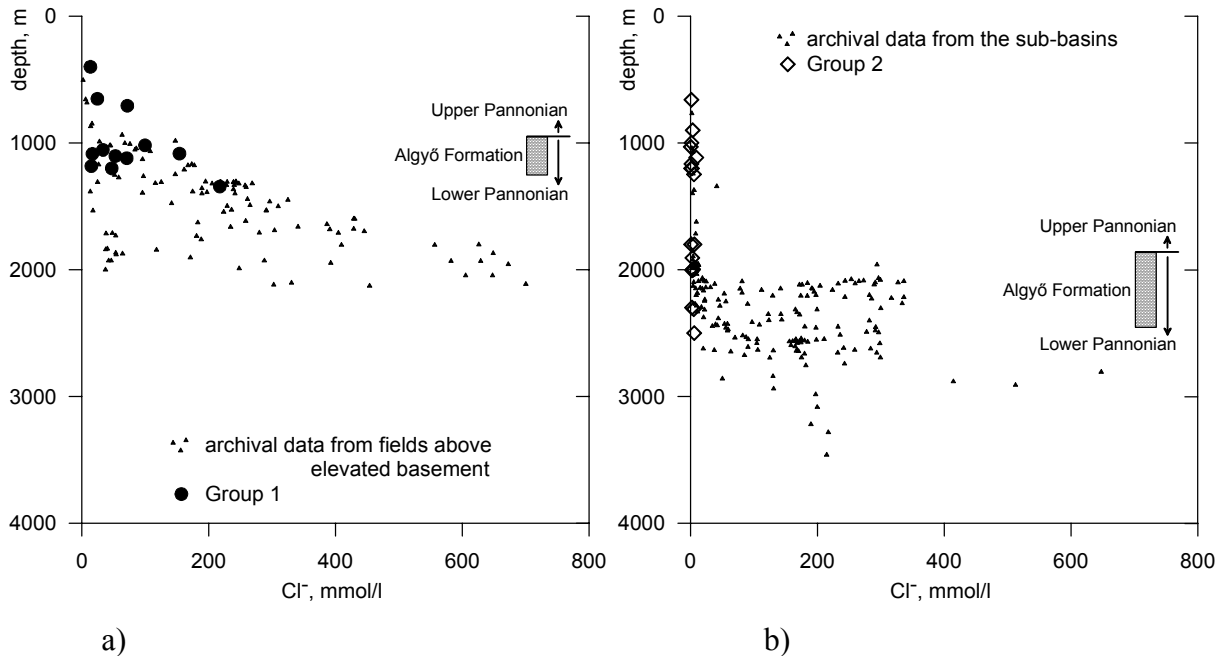 0
1000
2000
3000
4000
depth, m
Upper Pannonian
Algyő Formation
Lower Pannonian
archival data from fields above
elevated basement
Group 1
0 200 400 600 800
Cl⁻, mmol/l
a)
0
1000
2000
3000
4000
depth, m
archival data from the sub-basins
Group 2
Upper Pannonian
Algyő Formation
Lower Pannonian
0 200 400 600 800
Cl⁻, mmol/l
b)